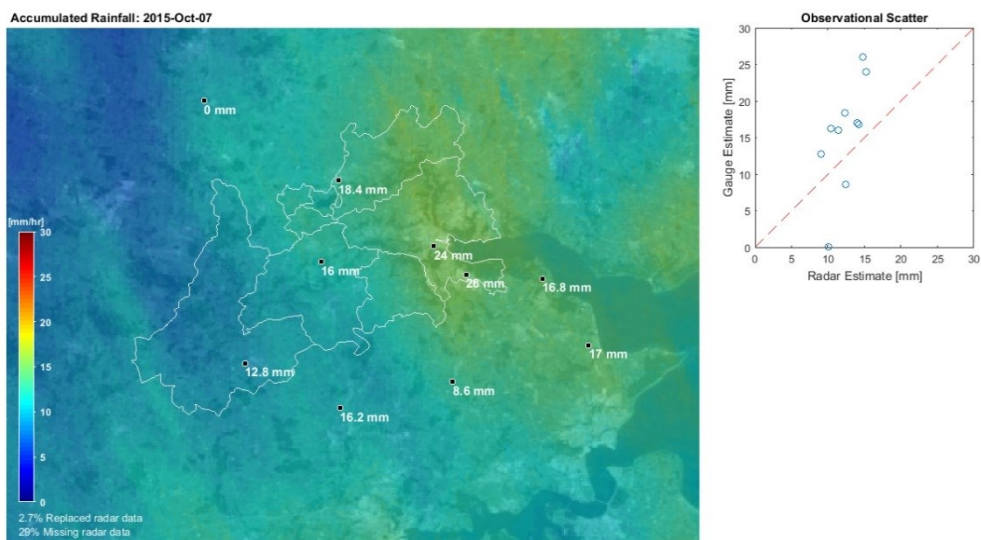 Accumulated Rainfall: 2015-Oct-07
0 mm
18.4 mm
24 mm
16 mm
26 mm
16.8 mm
17 mm
12.8 mm
8.6 mm
16.2 mm
[mm/hr]
30
25
20
15
10
5
0
2.7% Replaced radar data
29% Missing radar data
Observational Scatter
Gauge Estimate [mm]
30
25
20
15
10
5
0
0 5 10 15 20 25 30
Radar Estimate [mm]